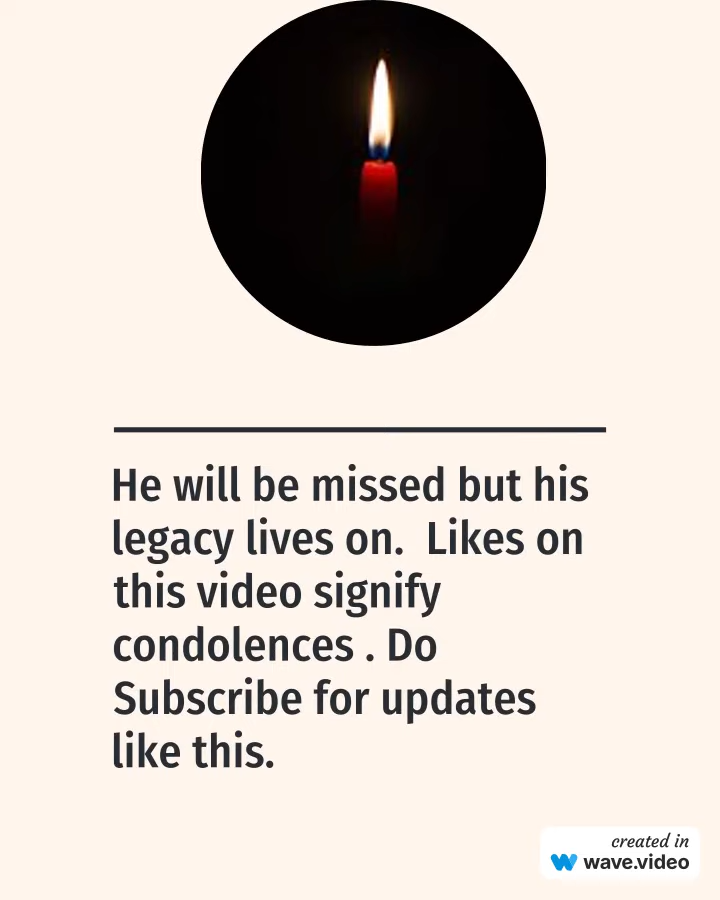 He will be missed but his
legacy lives on.  Likes on
this video signify
condolences . Do
Subscribe for updates
like this.
created in
wave.video